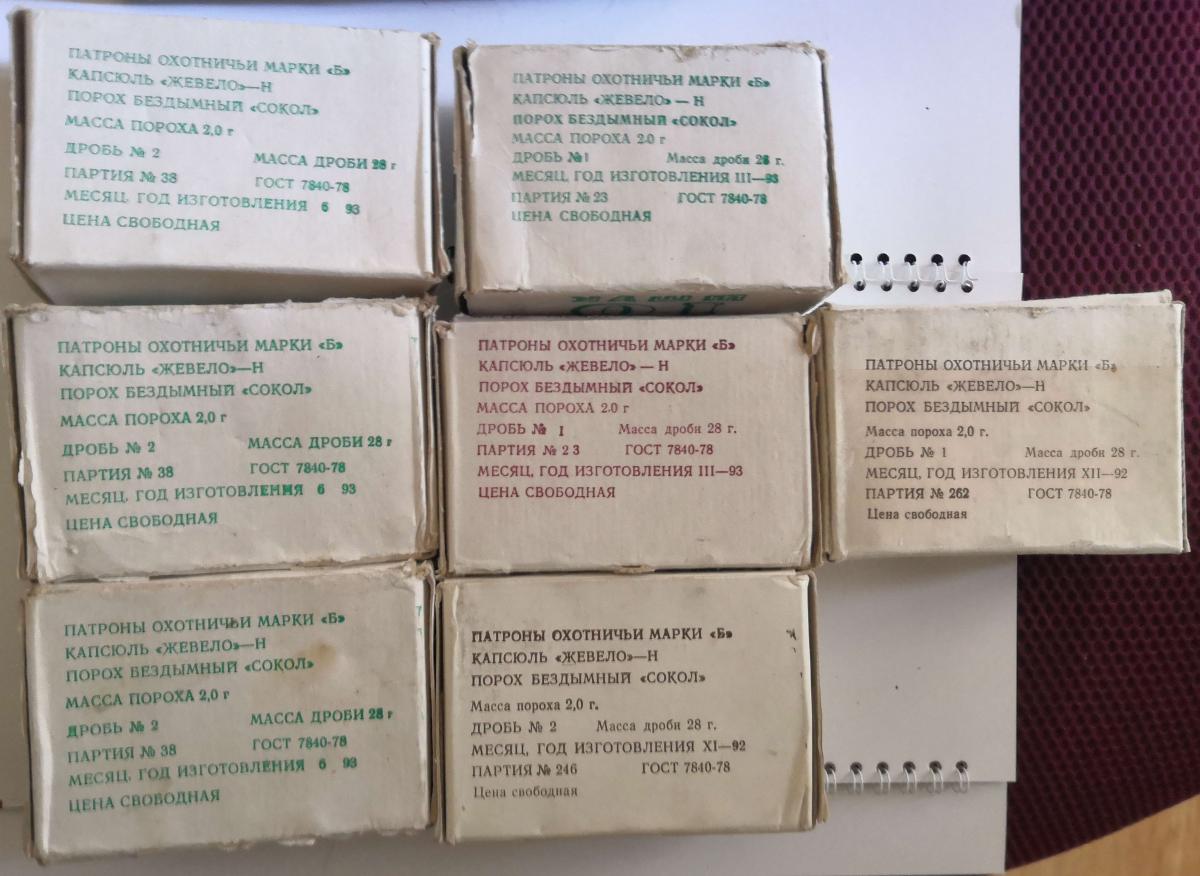 ПАТРОНЫ ОХОТНИЧЬИ МАРКИ «Б»
КАПСЮЛЬ «ЖЕВЕЛО»—Н
ПОРОХ БЕЗДЫМНЫЙ «СОКОЛ»
МАССА ПОРОХА 2,0 г
ДРОБЬ № 2 МАССА ДРОБИ 28 г
ПАРТИЯ № 38 ГОСТ 7840-78
МЕСЯЦ, ГОД ИЗГОТОВЛЕНИЯ 6 93
ЦЕНА СВОБОДНАЯ
ПАТРОНЫ ОХОТНИЧЬИ МАРКИ «Б»
КАПСЮЛЬ «ЖЕВЕЛО» — Н
ПОРОХ БЕЗДЫМНЫЙ «СОКОЛ»
МАССА ПОРОХА 2.0 г
ДРОБЬ №1 Масса дроби 28 г.
МЕСЯЦ, ГОД ИЗГОТОВЛЕНИЯ III—93
ПАРТИЯ № 23 ГОСТ 7840-78
ЦЕНА СВОБОДНАЯ
ПАТРОНЫ ОХОТНИЧЬИ МАРКИ «Б»
КАПСЮЛЬ «ЖЕВЕЛО»—Н
ПОРОХ БЕЗДЫМНЫЙ «СОКОЛ»
МАССА ПОРОХА 2,0 г
ДРОБЬ № 2 МАССА ДРОБИ 28 г
ПАРТИЯ № 38 ГОСТ 7840-78
МЕСЯЦ, ГОД ИЗГОТОВЛЕНИЯ 6 93
ЦЕНА СВОБОДНАЯ
ПАТРОНЫ ОХОТНИЧЬИ МАРКИ «Б»
КАПСЮЛЬ «ЖЕВЕЛО» — Н
ПОРОХ БЕЗДЫМНЫЙ «СОКОЛ»
МАССА ПОРОХА 2.0 г
ДРОБЬ № 1 Масса дроби 28 г.
ПАРТИЯ № 23 ГОСТ 7840-78
МЕСЯЦ, ГОД ИЗГОТОВЛЕНИЯ III—93
ЦЕНА СВОБОДНАЯ
ПАТРОНЫ ОХОТНИЧЬИ МАРКИ «Б»
КАПСЮЛЬ «ЖЕВЕЛО»—Н
ПОРОХ БЕЗДЫМНЫЙ «СОКОЛ»
Масса пороха 2,0 г.
ДРОБЬ № 1 Масса дроби 28 г.
МЕСЯЦ, ГОД ИЗГОТОВЛЕНИЯ XII—92
ПАРТИЯ № 262 ГОСТ 7840-78
Цена свободная
ПАТРОНЫ ОХОТНИЧЬИ МАРКИ «Б»
КАПСЮЛЬ «ЖЕВЕЛО»—Н
ПОРОХ БЕЗДЫМНЫЙ «СОКОЛ»
МАССА ПОРОХА 2,0 г
ДРОБЬ № 2 МАССА ДРОБИ 28 г
ПАРТИЯ № 38 ГОСТ 7840-78
МЕСЯЦ, ГОД ИЗГОТОВЛЕНИЯ 6 93
ЦЕНА СВОБОДНАЯ
ПАТРОНЫ ОХОТНИЧЬИ МАРКИ «Б»
КАПСЮЛЬ «ЖЕВЕЛО»—Н
ПОРОХ БЕЗДЫМНЫЙ «СОКОЛ»
Масса пороха 2,0 г.
ДРОБЬ № 2 Масса дроби 28 г.
МЕСЯЦ, ГОД ИЗГОТОВЛЕНИЯ XI—92
ПАРТИЯ № 246 ГОСТ 7840-78
Цена свободная